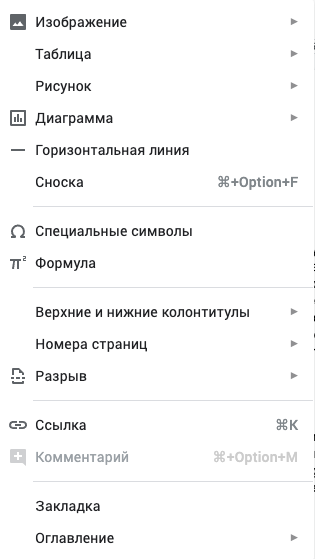 Изображение
Таблица
Рисунок
Диаграмма
Горизонтальная линия
Сноска ⌘+Option+F
Специальные символы
Формула
Верхние и нижние колонтитулы
Номера страниц
Разрыв
Ссылка ⌘K
Комментарий ⌘+Option+M
Закладка
Оглавление